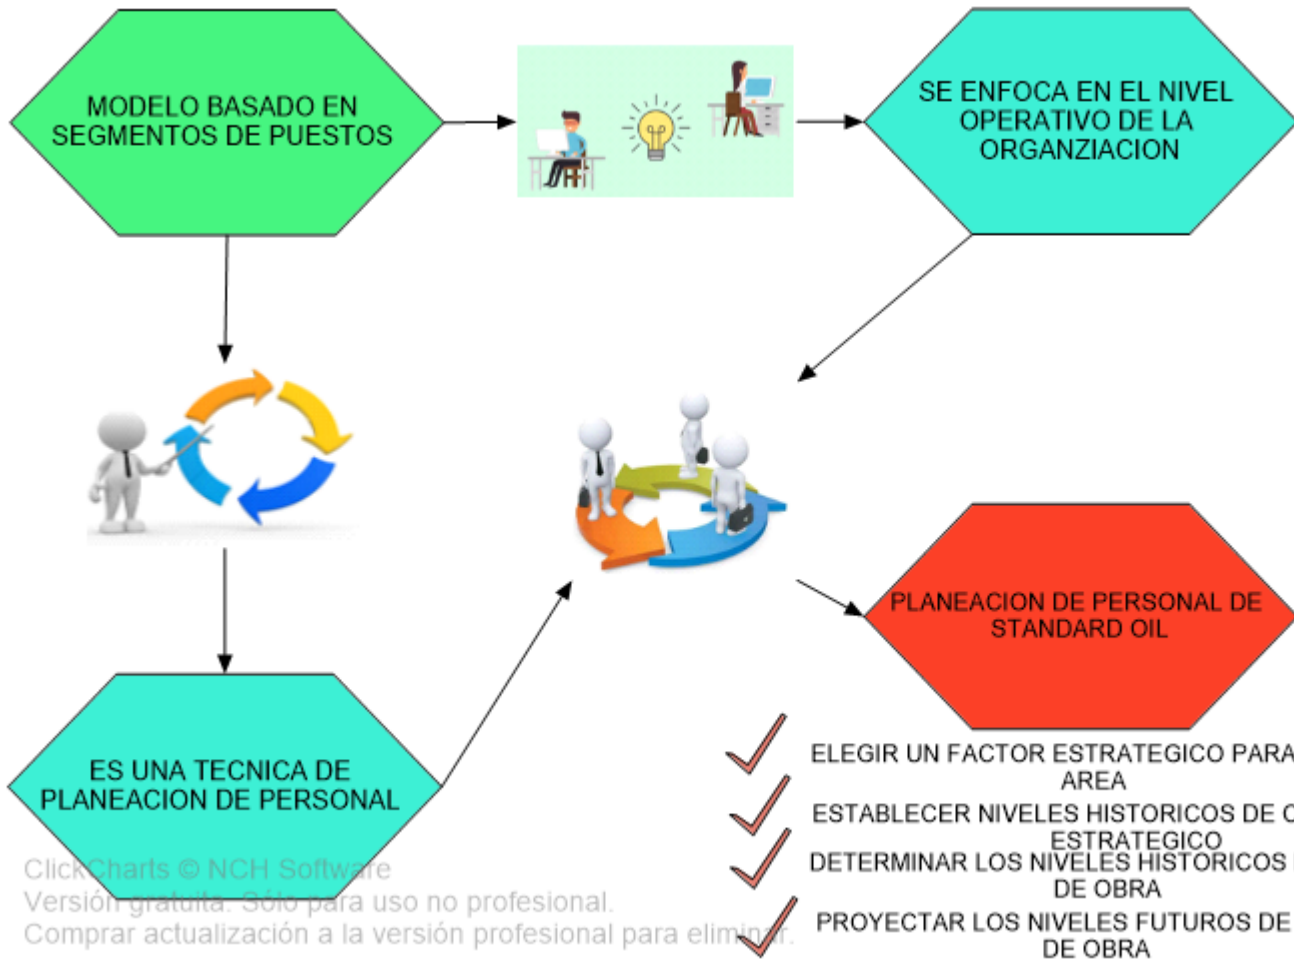 MODELO BASADO EN
SEGMENTOS DE PUESTOS
SE ENFOCA EN EL NIVEL
OPERATIVO DE LA
ORGANZIACION
PLANEACION DE PERSONAL DE
STANDARD OIL
ES UNA TECNICA DE
PLANEACION DE PERSONAL
ELEGIR UN FACTOR ESTRATEGICO PARA
AREA
ESTABLECER NIVELES HISTORICOS DE
ESTRATEGICO
DETERMINAR LOS NIVELES HISTORICOS
DE OBRA
PROYECTAR LOS NIVELES FUTUROS DE
DE OBRA
ClickCharts © NCH Software
Versión gratuita. Sólo para uso no profesional.
Comprar actualización a la versión profesional para eliminar.